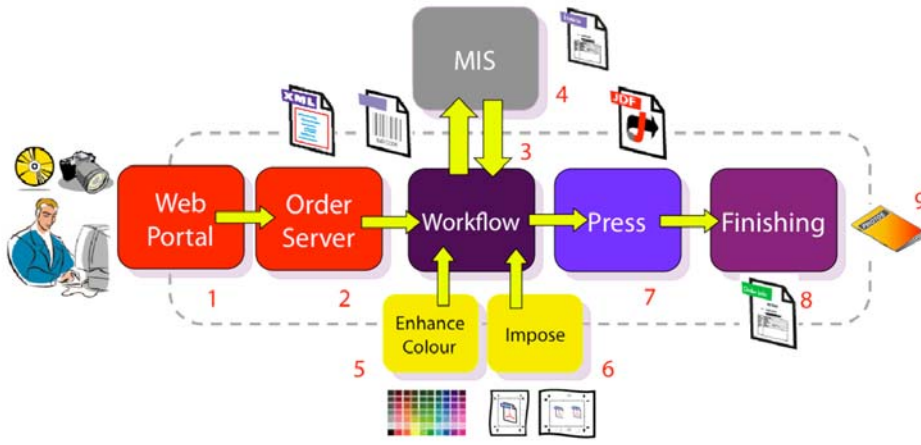 MIS
4
XML
JDF
3
9
Web
Portal
Order
Server
Workflow
Press
Finishing
1
2
7
8
Enhance
Colour
Impose
5
6